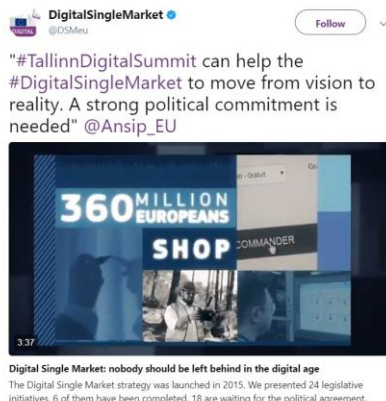 DigitalSingleMarket
@DSMeu
Follow
DIGITAL
"#TallinnDigitalSummit can help the
#DigitalSingleMarket to move from vision to
reality. A strong political commitment is
needed" @Ansip_EU
360 MILLION
EUROPEANS
SHOP
- Gratuit
COMMANDER
3:37
Digital Single Market: nobody should be left behind in the digital age
The Digital Single Market strategy was launched in 2015. We presented 24 legislative
initiatives. 6 of them have been completed, 18 are waiting for the political agreement.